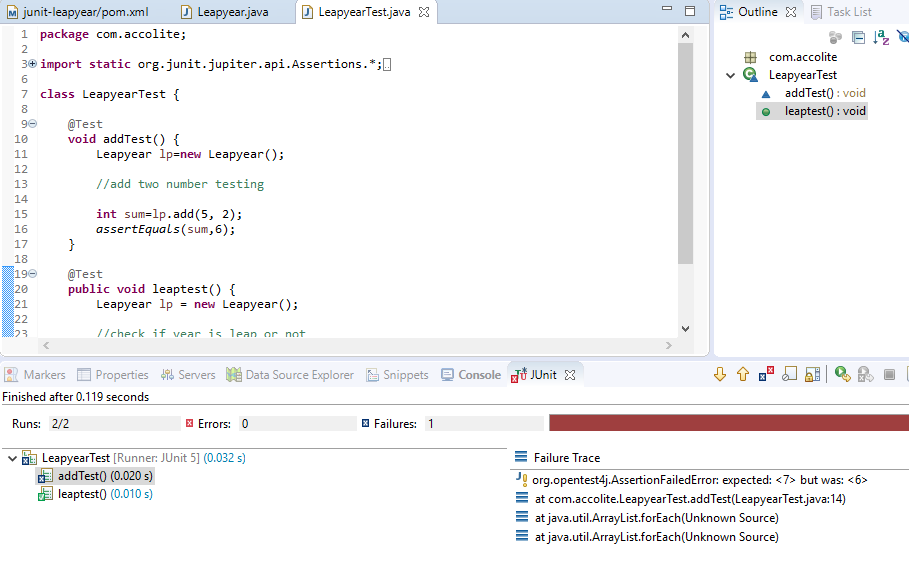 junit-leapyear/pom.xml Leapyear.java LeapyearTest.java
1 package com.accolite;
2
3 import static org.junit.jupiter.api.Assertions.*;
6
7 class LeapyearTest {
8
9 @Test
10 void addTest() {
11 Leapyear lp=new Leapyear();
12
13 //add two number testing
14
15 int sum=lp.add(5, 2);
16 assertEquals(sum,6);
17 }
18
19 @Test
20 public void leaptest() {
21 Leapyear lp = new Leapyear();
22
23 //check if year is leap or not
Outline Task List
com.accolite
LeapyearTest
addTest() : void
leaptest() : void
Markers Properties Servers Data Source Explorer Snippets Console JUnit
Finished after 0.119 seconds
Runs: 2/2 Errors: 0 Failures: 1
LeapyearTest [Runner: JUnit 5] (0.032 s)
addTest() (0.020 s)
leaptest() (0.010 s)
Failure Trace
org.opentest4j.AssertionFailedError: expected: <7> but was: <6>
at com.accolite.LeapyearTest.addTest(LeapyearTest.java:14)
at java.util.ArrayList.forEach(Unknown Source)
at java.util.ArrayList.forEach(Unknown Source)